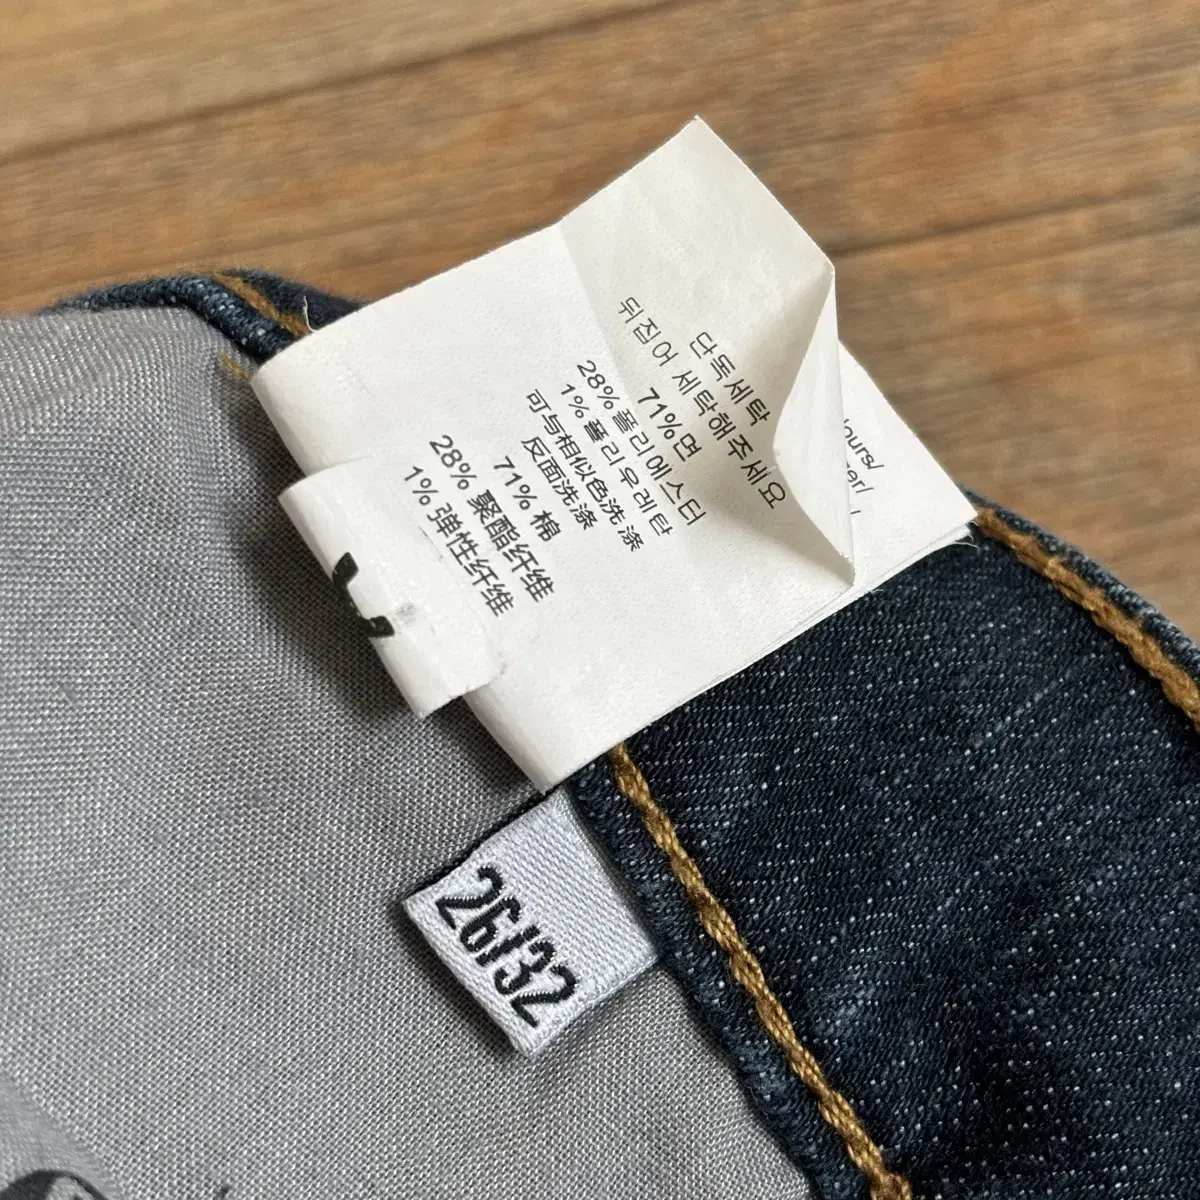 단독세탁
뒤집어 세탁해주세요
71%면
28%폴리에스터
1%폴리우레탄
可与相似色洗涤
反面洗涤
71% 棉
28% 聚酯纤维
1% 弹性纤维
26/32